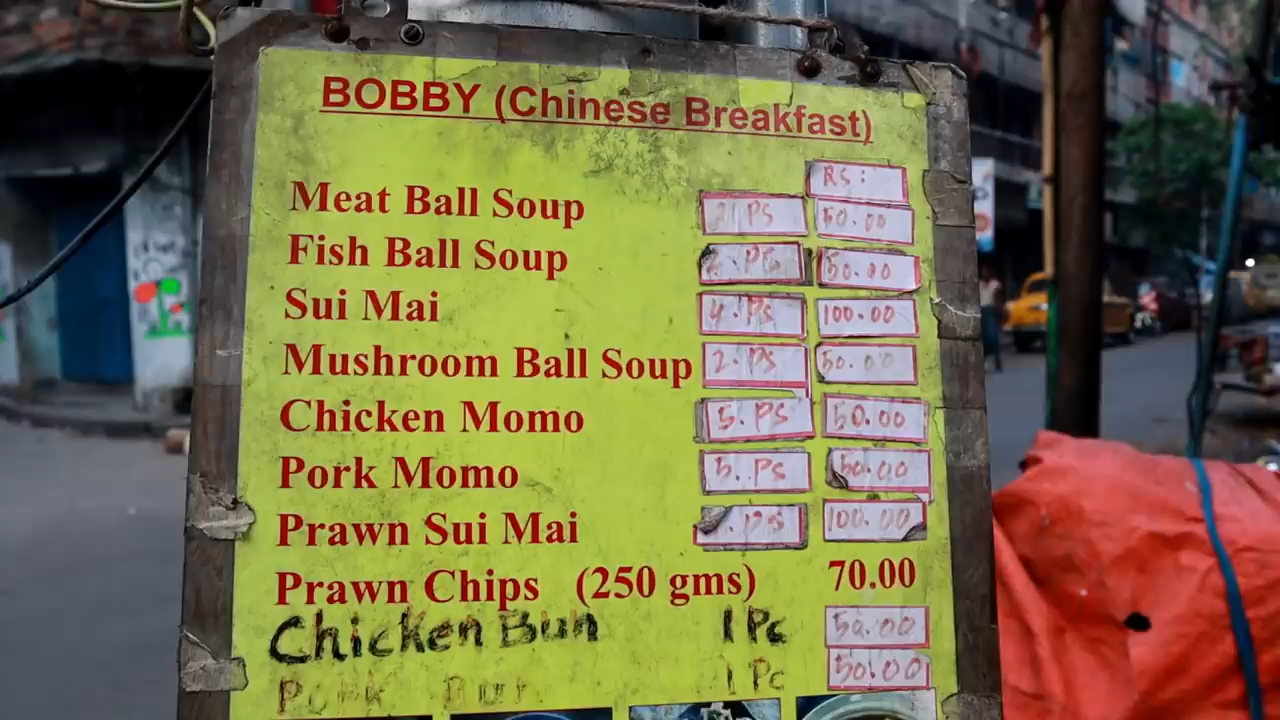 BOBBY (Chinese Breakfast)
RS:
Meat Ball Soup 2 PS 50.00
Fish Ball Soup 2.PS 50.00
Sui Mai 4.PS 100.00
Mushroom Ball Soup 2.PS 50.00
Chicken Momo 5.PS 50.00
Pork Momo 5.PS 50.00
Prawn Sui Mai .PS 100.00
Prawn Chips (250 gms) 70.00
Chicken Bun 1 Pc 50.00
Pork Bun 1 Pc 50.00